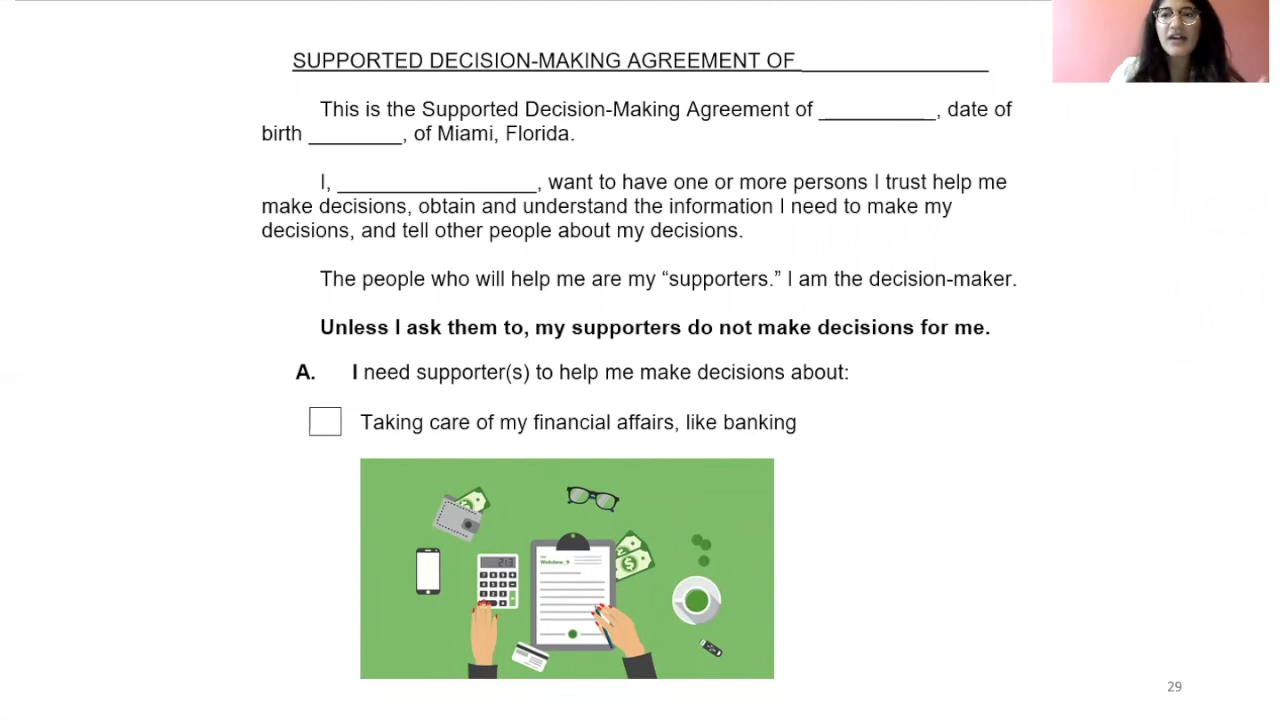 SUPPORTED DECISION-MAKING AGREEMENT OF ________________
This is the Supported Decision-Making Agreement of __________, date of
birth ________, of Miami, Florida.
I, _________________, want to have one or more persons I trust help me
make decisions, obtain and understand the information I need to make my
decisions, and tell other people about my decisions.
The people who will help me are my “supporters.” I am the decision-maker.
Unless I ask them to, my supporters do not make decisions for me.
A. I need supporter(s) to help me make decisions about:
Taking care of my financial affairs, like banking
213
29